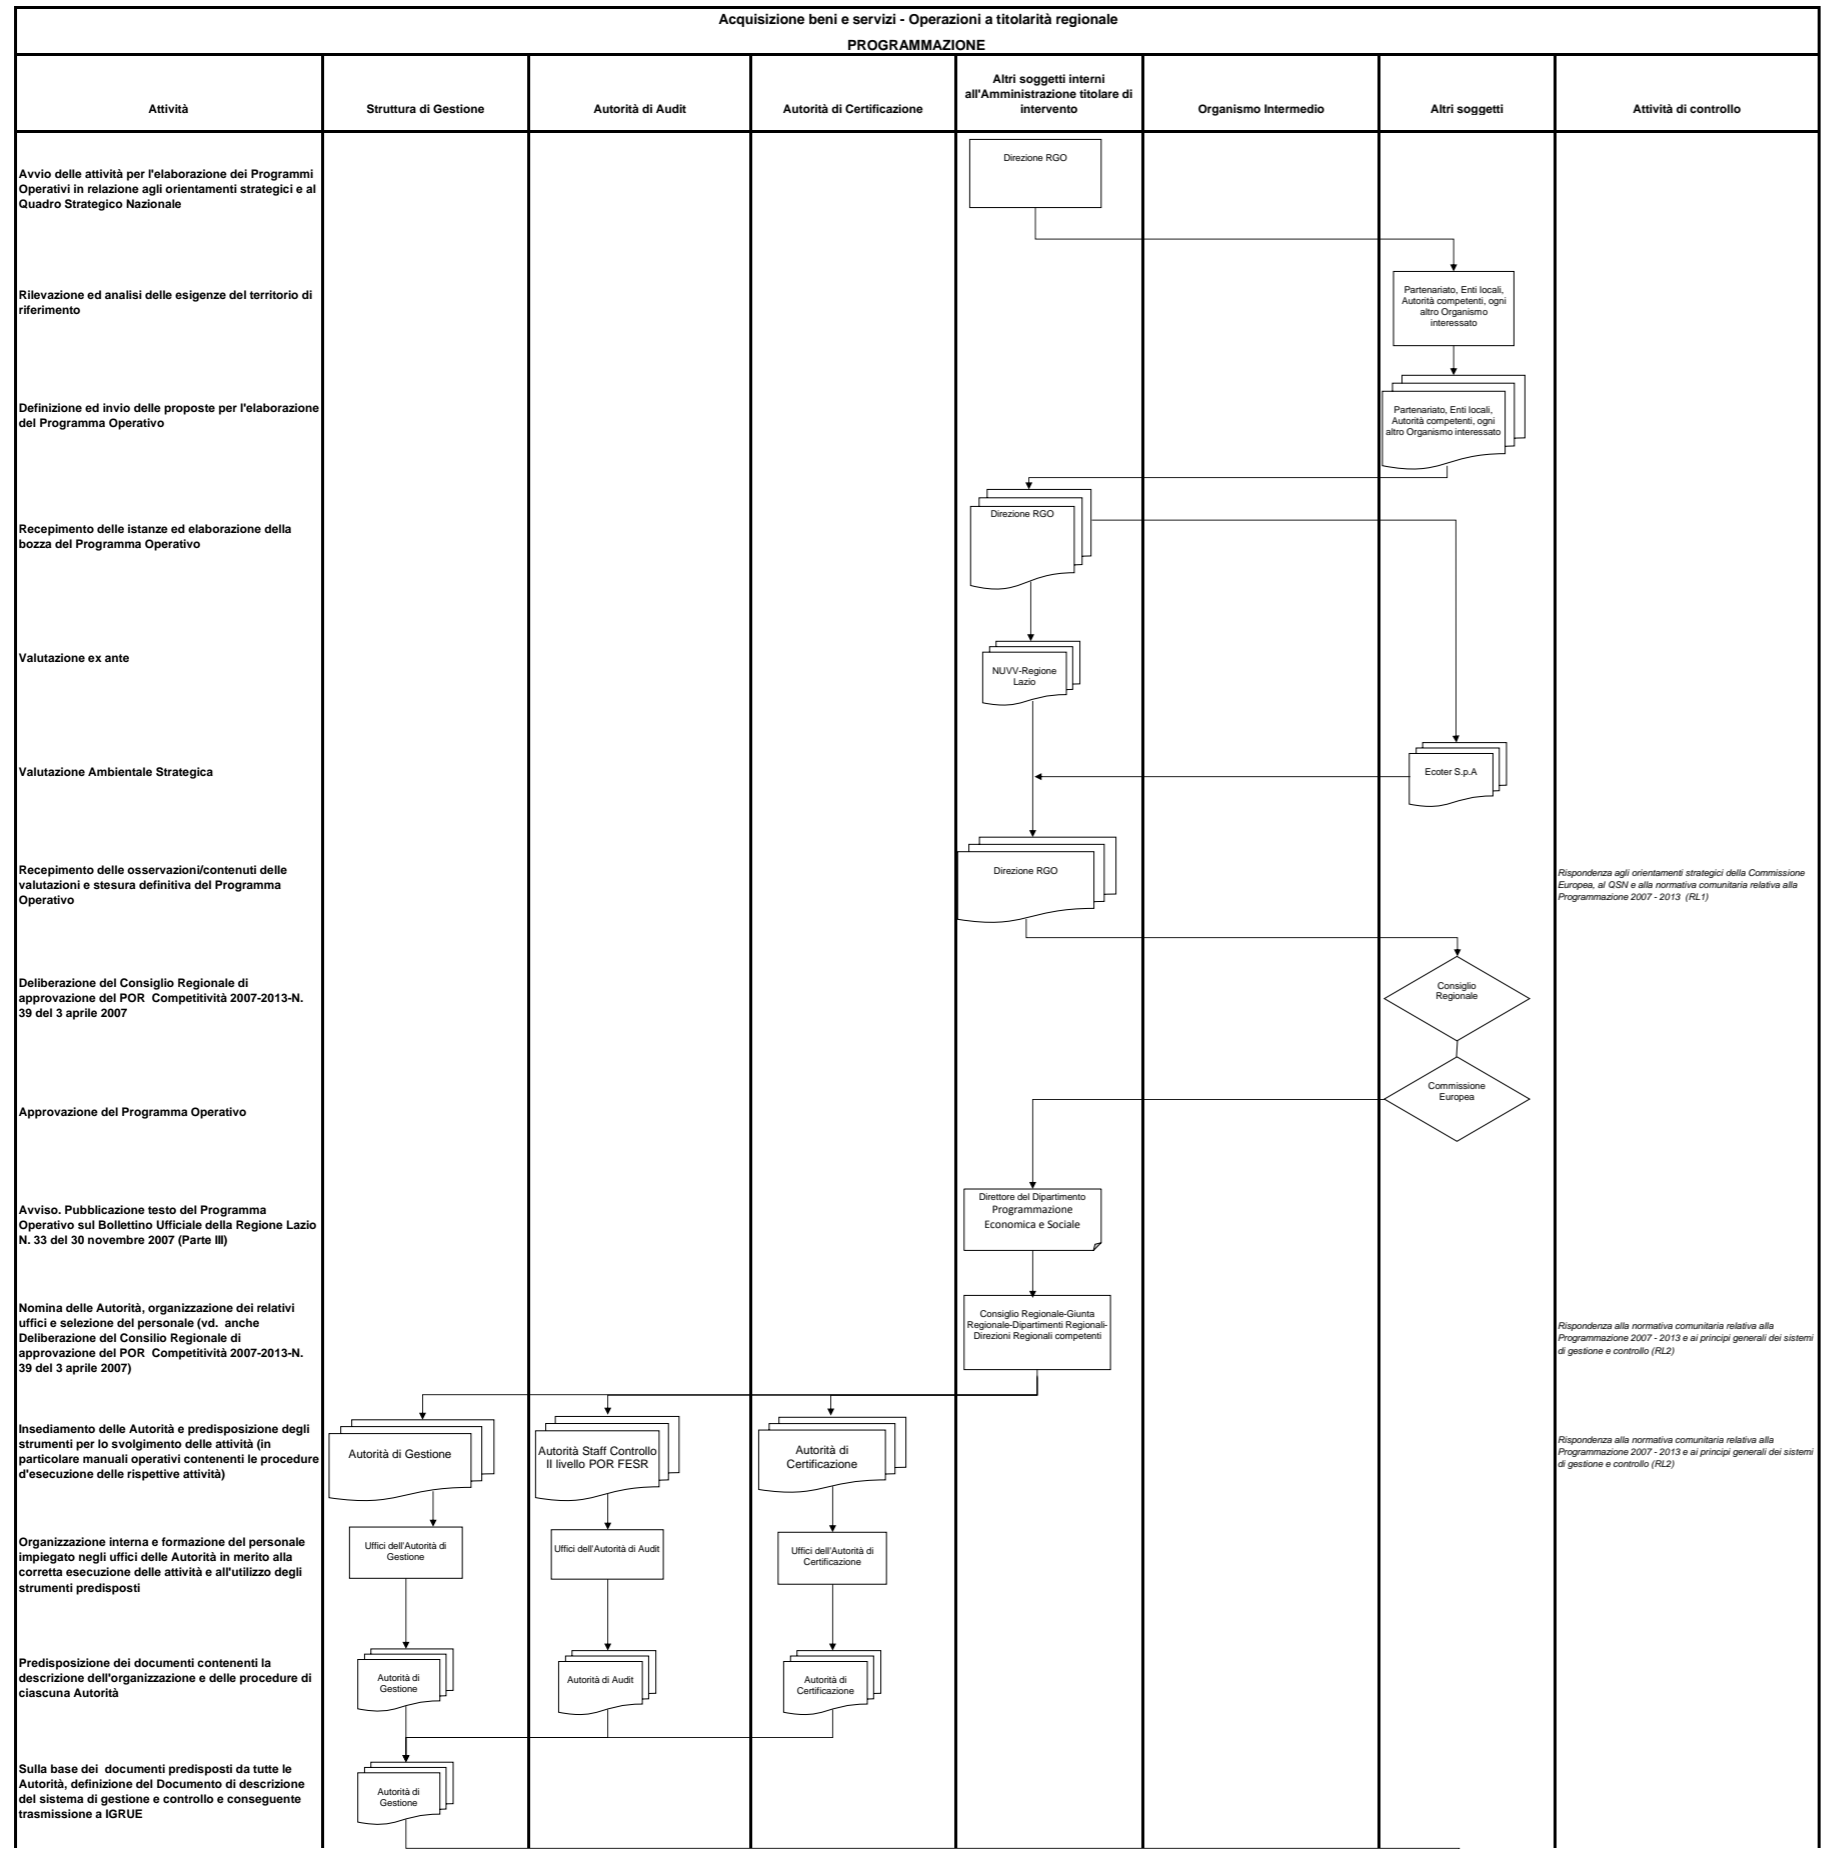 Acquisizione beni e servizi - Operazioni a titolarità regionale
PROGRAMMAZIONE
Attività
Struttura di Gestione
Autorità di Audit
Autorità di Certificazione
Altri soggetti interni
all'Amministrazione titolare di
intervento
Organismo Intermedio
Altri soggetti
Attività di controllo
Avvio delle attività per l'elaborazione dei Programmi
Operativi in relazione agli orientamenti strategici e al
Quadro Strategico Nazionale
Direzione RGO
Rilevazione ed analisi delle esigenze del territorio di
riferimento
Partenariato, Enti locali,
Autorità competenti, ogni
altro Organismo
interessato
Definizione ed invio delle proposte per l'elaborazione
del Programma Operativo
Partenariato, Enti locali,
Autorità competenti, ogni
altro Organismo interessato
Recepimento delle istanze ed elaborazione della
bozza del Programma Operativo
Direzione RGO
Valutazione ex ante
NUVV-Regione
Lazio
Valutazione Ambientale Strategica
Ecoter S.p.A
Recepimento delle osservazioni/contenuti delle
valutazioni e stesura definitiva del Programma
Operativo
Direzione RGO
Rispondenza agli orientamenti strategici della Commissione
Europea, al QSN e alla normativa comunitaria relativa alla
Programmazione 2007 - 2013  (RL1)
Deliberazione del Consiglio Regionale di
approvazione del POR  Competitività 2007-2013-N.
39 del 3 aprile 2007
Consiglio
Regionale
Approvazione del Programma Operativo
Commissione
Europea
Avviso. Pubblicazione testo del Programma
Operativo sul Bollettino Ufficiale della Regione Lazio
N. 33 del 30 novembre 2007 (Parte III)
Direttore del Dipartimento
Programmazione
Economica e Sociale
Nomina delle Autorità, organizzazione dei relativi
uffici e selezione del personale (vd.  anche
Deliberazione del Consilio Regionale di
approvazione del POR  Competitività 2007-2013-N.
39 del 3 aprile 2007)
Consiglio Regionale-Giunta
Regionale-Dipartimenti Regionali-
Direzioni Regionali competenti
Rispondenza alla normativa comunitaria relativa alla
Programmazione 2007 - 2013 e ai principi generali dei sistemi
di gestione e controllo (RL2)
Insediamento delle Autorità e predisposizione degli
strumenti per lo svolgimento delle attività (in
particolare manuali operativi contenenti le procedure
d'esecuzione delle rispettive attività)
Autorità di Gestione
Autorità Staff Controllo
II livello POR FESR
Autorità di
Certificazione
Rispondenza alla normativa comunitaria relativa alla
Programmazione 2007 - 2013 e ai principi generali dei sistemi
di gestione e controllo (RL2)
Organizzazione interna e formazione del personale
impiegato negli uffici delle Autorità in merito alla
corretta esecuzione delle attività e all'utilizzo degli
strumenti predisposti
Uffici dell'Autorità di
Gestione
Uffici dell'Autorità di Audit
Uffici dell'Autorità di
Certificazione
Predisposizione dei documenti contenenti la
descrizione dell'organizzazione e delle procedure di
ciascuna Autorità
Autorità di
Gestione
Autorità di Audit
Autorità di
Certificazione
Sulla base dei  documenti predisposti da tutte le
Autorità, definizione del Documento di descrizione
del sistema di gestione e controllo e conseguente
trasmissione a IGRUE
Autorità di
Gestione